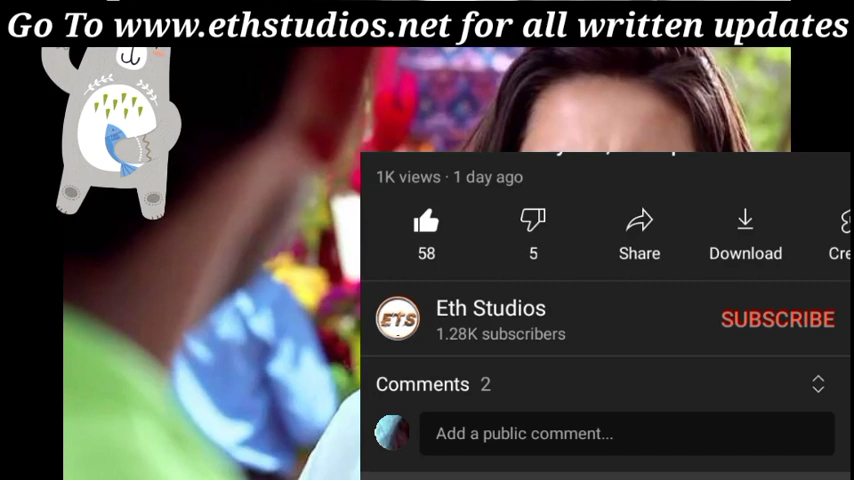 Go To www.ethstudios.net for all written updates
1K views · 1 day ago
58
5
Share
Download
Cre
ETS
Eth Studios
1.28K subscribers
SUBSCRIBE
Comments 2
Add a public comment...